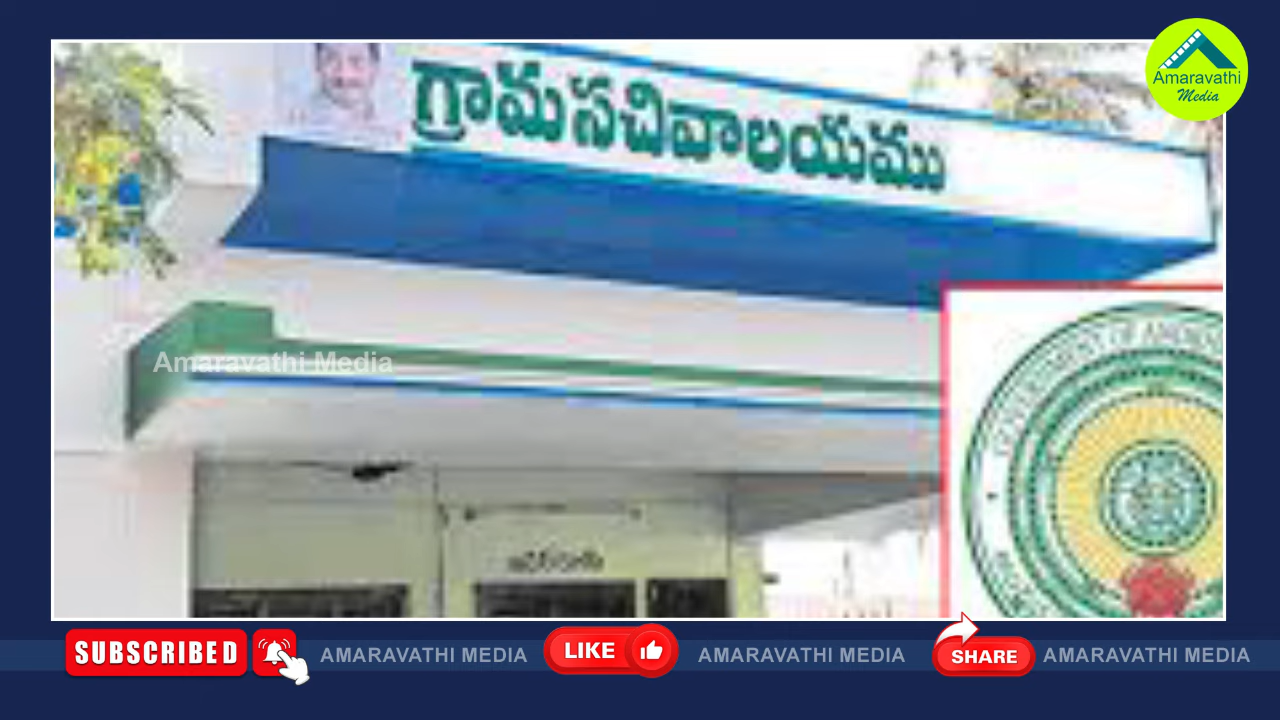 Amaravathi
Media
గ్రామ సచివాలయము
Amaravathi Media
SUBSCRIBED
AMARAVATHI MEDIA
LIKE
AMARAVATHI MEDIA
SHARE
AMARAVATHI MEDIA